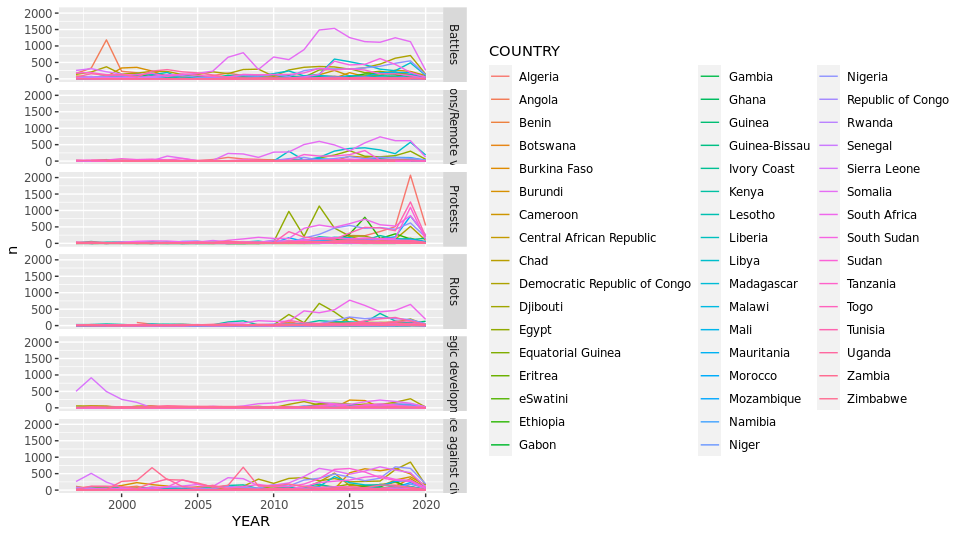 2000
1500
1000
500
0
Battles
2000
1500
1000
500
0
ons/Remote v
2000
1500
1000
500
0
Protests
2000
1500
1000
500
0
Riots
2000
1500
1000
500
0
egic developn
2000
1500
1000
500
0
ce against civ
n
2000
2005
2010
2015
2020
YEAR
COUNTRY
Algeria
Angola
Benin
Botswana
Burkina Faso
Burundi
Cameroon
Central African Republic
Chad
Democratic Republic of Congo
Djibouti
Egypt
Equatorial Guinea
Eritrea
eSwatini
Ethiopia
Gabon
Gambia
Ghana
Guinea
Guinea-Bissau
Ivory Coast
Kenya
Lesotho
Liberia
Libya
Madagascar
Malawi
Mali
Mauritania
Morocco
Mozambique
Namibia
Niger
Nigeria
Republic of Congo
Rwanda
Senegal
Sierra Leone
Somalia
South Africa
South Sudan
Sudan
Tanzania
Togo
Tunisia
Uganda
Zambia
Zimbabwe